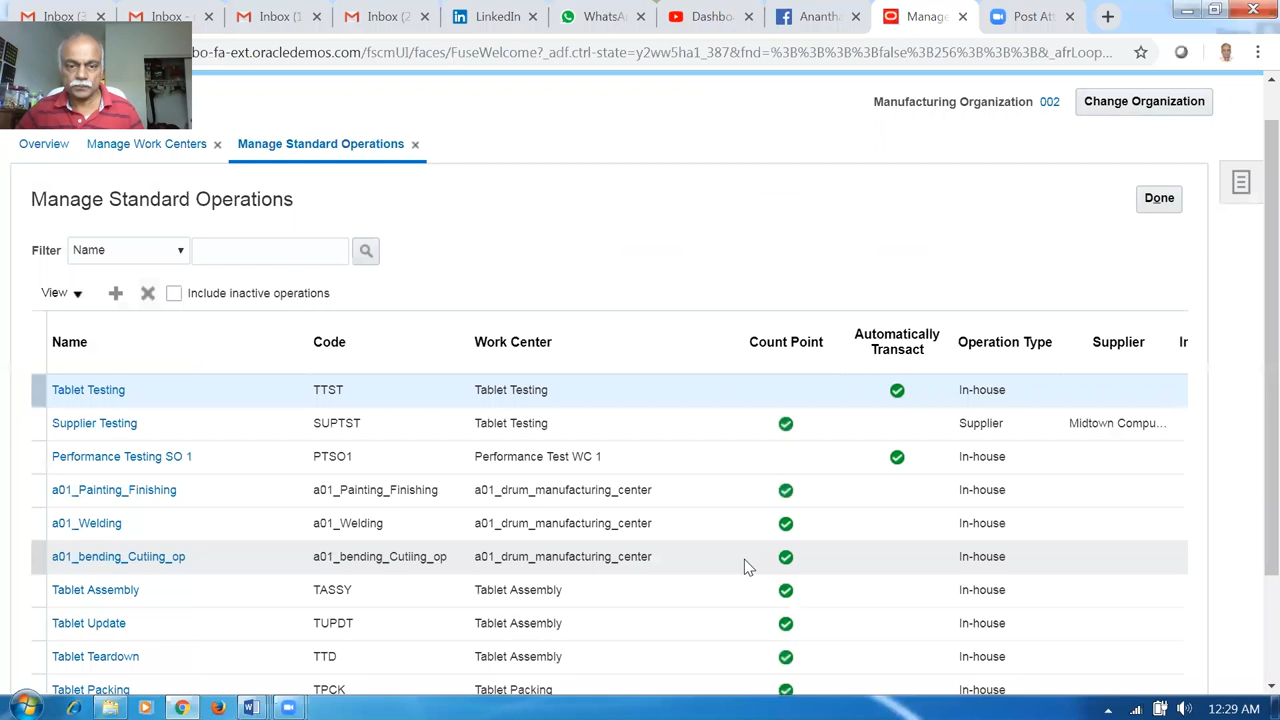 Inbox (3
Inbox -
Inbox (
Inbox (2
LinkedIn
WhatsA
Dashbo
Anantha
Manage
Post Att
bo-fa-ext.oracledemos.com/fscmUI/faces/FuseWelcome?_adf.ctrl-state=y2ww5ha1_387&fnd=%3B%3B%3B%3Bfalse%3B256%3B%3B%3B&_afrLoop...
Manufacturing Organization 002 Change Organization
Overview Manage Work Centers Manage Standard Operations
Manage Standard Operations
Done
Filter Name
View Include inactive operations
Name Code Work Center Count Point Automatically Transact Operation Type Supplier Ir
Tablet Testing TTST Tablet Testing In-house
Supplier Testing SUPTST Tablet Testing Supplier Midtown Compu...
Performance Testing SO 1 PTSO1 Performance Test WC 1 In-house
a01_Painting_Finishing a01_Painting_Finishing a01_drum_manufacturing_center In-house
a01_Welding a01_Welding a01_drum_manufacturing_center In-house
a01_bending_Cutiing_op a01_bending_Cutiing_op a01_drum_manufacturing_center In-house
Tablet Assembly TASSY Tablet Assembly In-house
Tablet Update TUPDT Tablet Assembly In-house
Tablet Teardown TTD Tablet Assembly In-house
Tablet Packing TPCK Tablet Packing In-house
12:29 AM